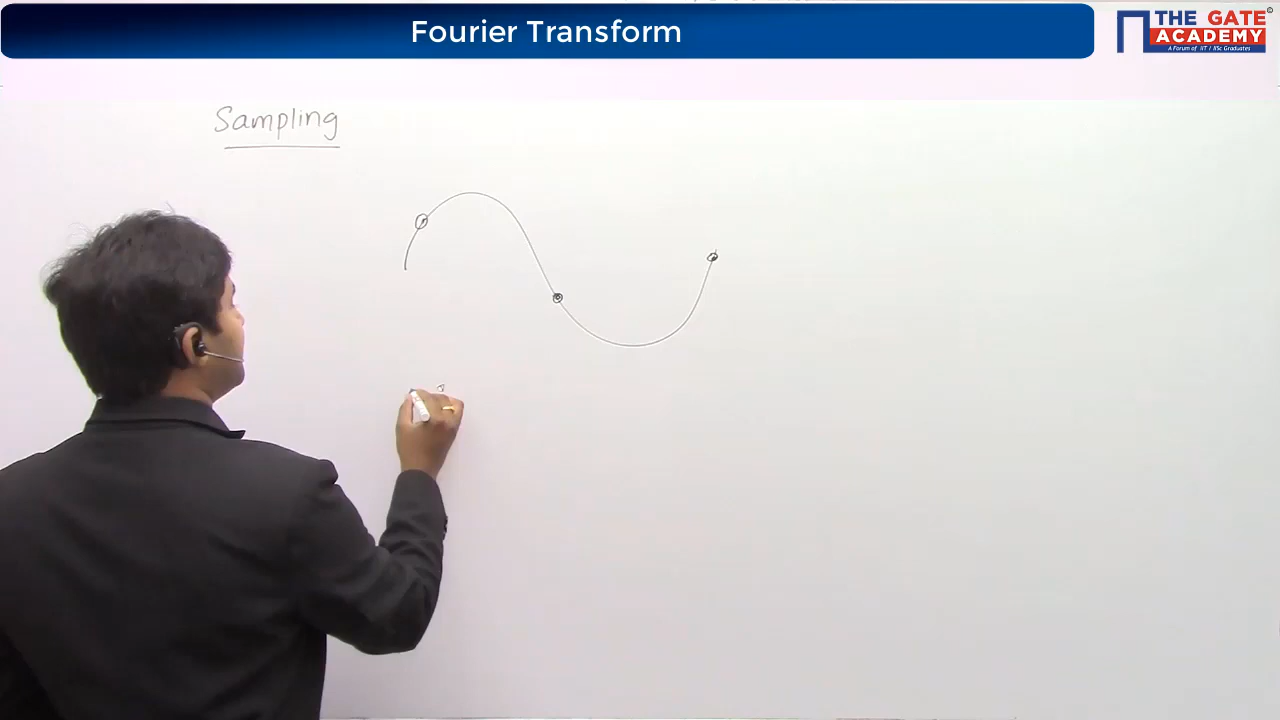 Fourier Transform
THE GATE
ACADEMY
A Forum of IIT / IISc Graduates
Sampling